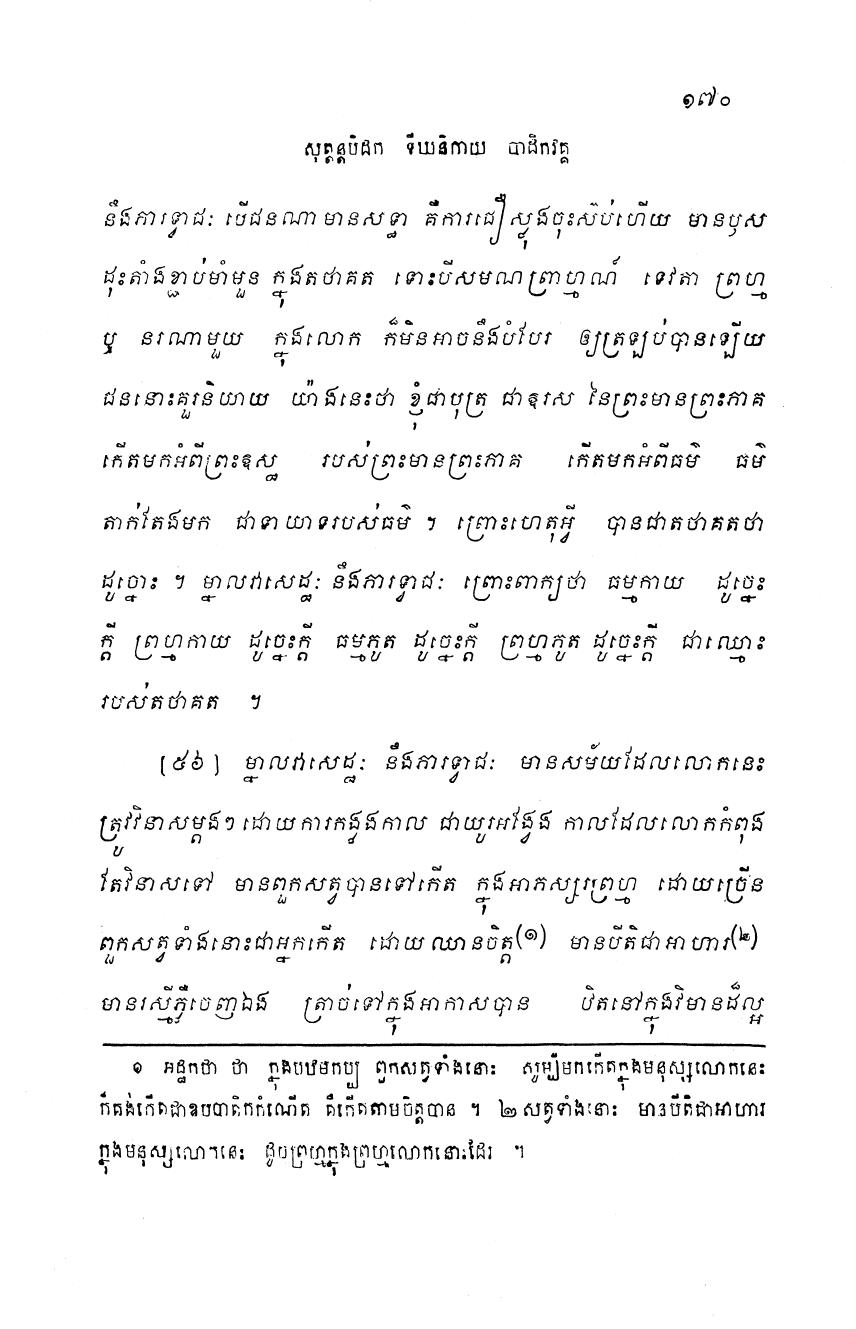 ១៧០
សុត្តន្តបិដក ទីឃនិកាយ បាដិកវគ្គ
នឹងភារទ្វាជៈ បើជនណាមានសទ្ធា គឺការជឿស៊ប់ស្នុងចុះស៊ប់ហើយ មានឫស
ដុះតាំងខ្ជាប់មាំមួន ក្នុងតថាគត ទោះបីសមណព្រាហ្មណ៍ ទេវតា ព្រហ្ម
ឬ នរណាមួយ ក្នុងលោក ក៏មិនអាចនឹងបំបែរ ឲ្យត្រឡប់បានឡើយ
ជននោះគួរនិយាយ យ៉ាងនេះថា ខ្ញុំជាបុត្រ ជាឱរស នៃព្រះមានព្រះភាគ
កើតមកអំពីព្រះឱស្ឋ របស់ព្រះមានព្រះភាគ កើតមកអំពីធម៌ ធម៌
តាក់តែងមក ជាទាយាទរបស់ធម៌ ។ ព្រោះហេតុអ្វី បានជាតថាគតថា
ដូច្នោះ ។ ម្នាលវាសេដ្ឋៈ នឹងភារទ្វាជៈ ព្រោះពាក្យថា ធម្មកាយ ដូច្នេះ
ក្តី ព្រហ្មកាយ ដូច្នេះក្តី ធម្មភូត ដូច្នេះក្តី ព្រហ្មភូត ដូច្នេះក្តី ជាឈ្មោះ
របស់តថាគត ។
[៥៦] ម្នាលវាសេដ្ឋៈ នឹងភារទ្វាជៈ មានសម័យដែលលោកនេះ
ត្រូវវិនាសម្តងៗ ដោយការកន្លងកាល ជាយូរអង្វែង កាលដែលលោកកំពុង
តែវិនាសទៅ មានពួកសត្វបានទៅកើត ក្នុងអាភស្សរព្រហ្ម ដោយច្រើន
ពួកសត្វទាំងនោះជាអ្នកកើត ដោយឈានចិត្ត(១) មានបីតិជាអាហារ(២)
មានរស្មីភ្លឺចេញឯង ត្រាច់ទៅក្នុងអាកាសបាន ឋិតនៅក្នុងវិមានដ៏ល្អ
១ អដ្ឋកថា ថា ក្នុងបឋមកប្ប ពួកសត្វទាំងនោះ សូម្បីមកកើតក្នុងមនុស្សលោកនេះ
ក៏គង់កើតជាឧបបាតិកកំណើត គឺកើតតាមចិត្តបាន ។ ២ សត្វទាំងនោះ មានបីតិជាអាហារ
ក្នុងមនុស្សលោកនេះ ដូចព្រហ្មក្នុងព្រហ្មលោកនោះដែរ ។